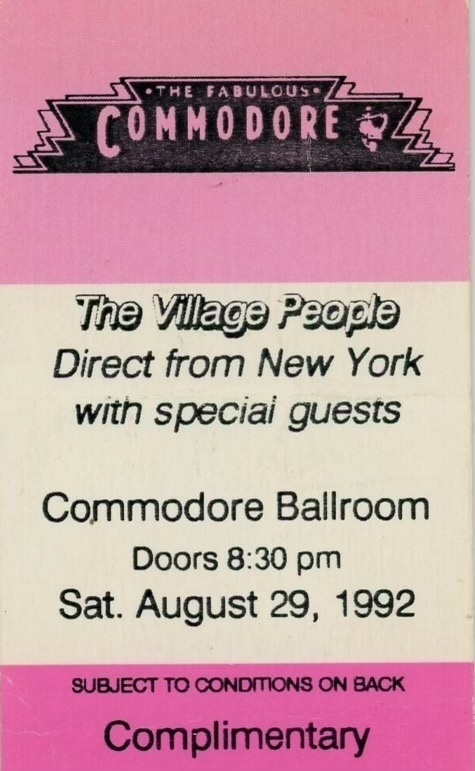 •THE FABULOUS•
COMMODORE
The Village People
Direct from New York
with special guests
Commodore Ballroom
Doors 8:30 pm
Sat. August 29, 1992
SUBJECT TO CONDITIONS ON BACK
Complimentary